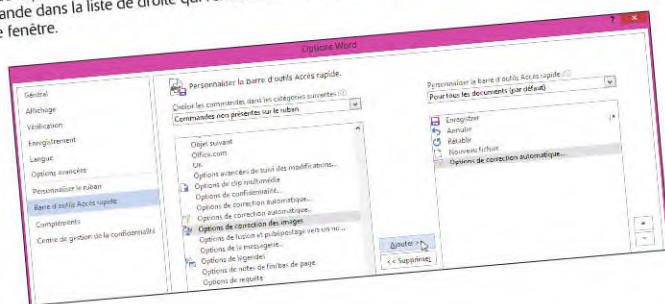 ande dans la liste de droite qui
e fenêtre.
Options Word
Général
Affichage
Vérification
Enregistrement
Langue
Options avancées
Personnaliser le ruban
Barre d'outils Accès rapide
Compléments
Centre de gestion de la confidentialité
Personnaliser la barre d'outils Accès rapide.
Choisir les commandes dans les catégories suivantes :
Commandes non présentes sur le ruban
Objet suivant
Office.com
OK
Options avancées de suivi des modifications...
Options de clip multimédia
Options de confidentialité...
Options de correction automatique...
Options de correction automatique...
Options de correction des images
Options de fusion et publipostage vers un no...
Options de la messagerie...
Options de légendes
Options de notes de fin/bas de page
Options de requête
Ajouter >>
<< Supprimer
Personnaliser la barre d'outils Accès rapide :
Pour tous les documents (par défaut)
Enregistrer
Annuler
Rétablir
Nouveau fichier
Options de correction automatique...